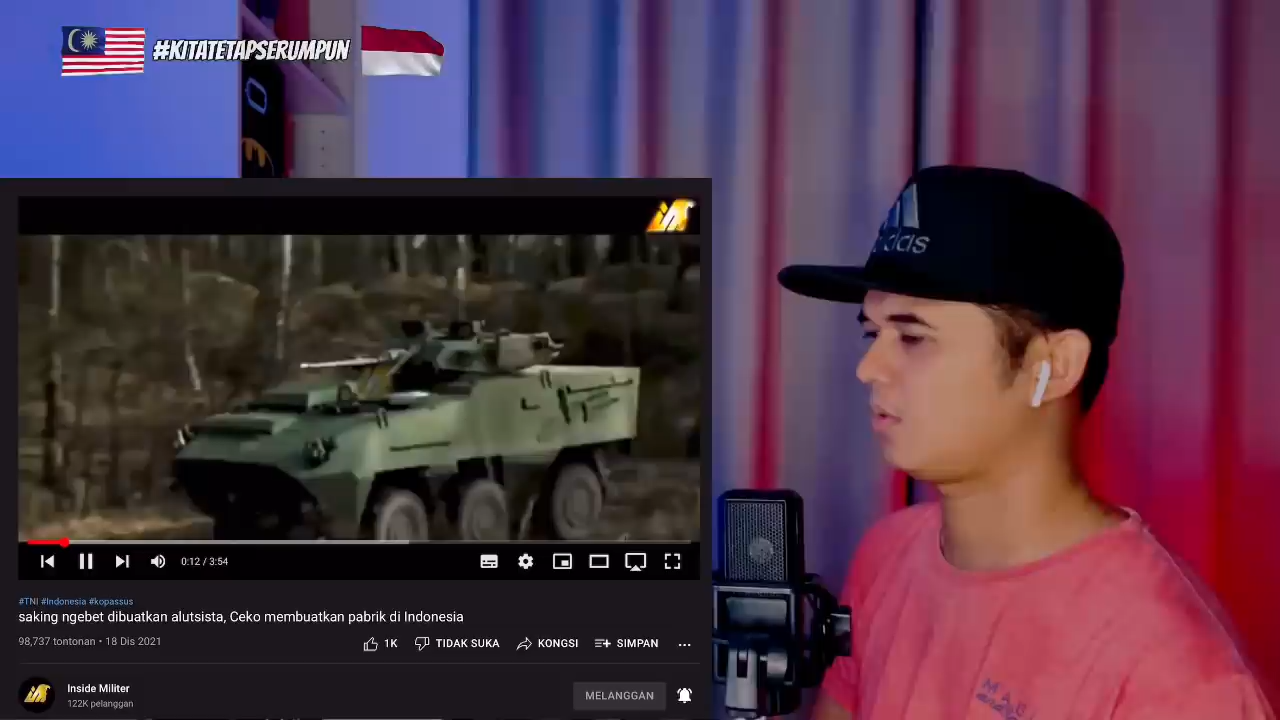 #KITATETAPSERUMPUN
adidas
0:12 / 3:54
#TNI #Indonesia #kopassus
saking ngebet dibuatkan alutsista, Ceko membuatkan pabrik di Indonesia
98,737 tontonan • 18 Dis 2021
1K
TIDAK SUKA
KONGSI
SIMPAN
Inside Militer
122K pelanggan
MELANGGAN